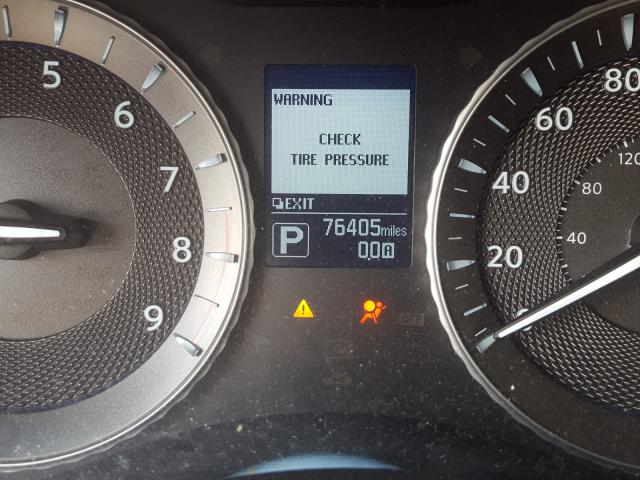 5
6
7
8
9
WARNING
CHECK
TIRE PRESSURE
EXIT
P
76405miles
0.0A
0
20
40
60
80
40
80
120